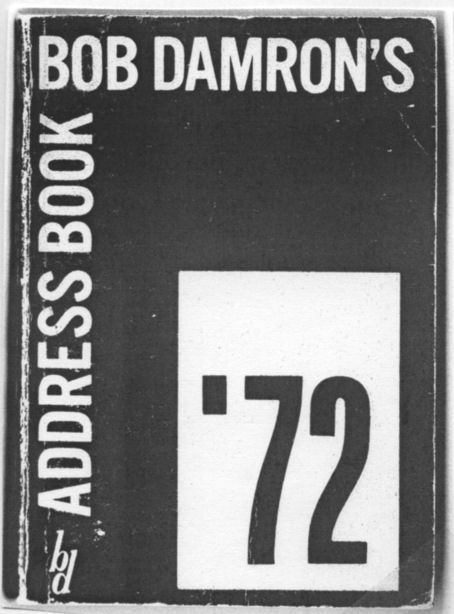 BOB DAMRON'S
ADDRESS BOOK
'72
bd